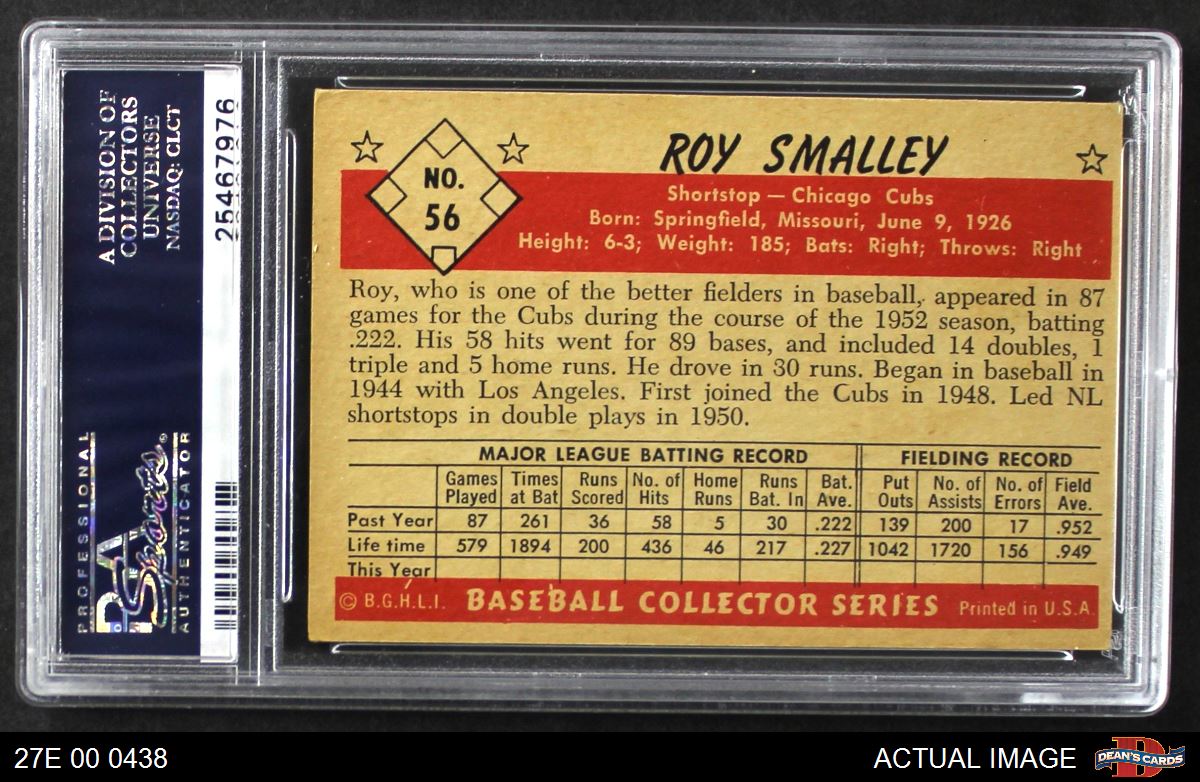 A DIVISION OF
COLLECTORS
UNIVERSE
NASDAQ: CLCT
25467976
PROFESSIONAL
PSA
Sports®
AUTHENTICATOR
NO.
56
ROY SMALLEY
Shortstop — Chicago Cubs
Born: Springfield, Missouri, June 9, 1926
Height: 6-3; Weight: 185; Bats: Right; Throws: Right
Roy, who is one of the better fielders in baseball, appeared in 87
games for the Cubs during the course of the 1952 season, batting
.222. His 58 hits went for 89 bases, and included 14 doubles, 1
triple and 5 home runs. He drove in 30 runs. Began in baseball in
1944 with Los Angeles. First joined the Cubs in 1948. Led NL
shortstops in double plays in 1950.
MAJOR LEAGUE BATTING RECORD FIELDING RECORD
Games Times Runs No. of Home Runs Bat. Put No. of No. of Field
Played at Bat Scored Hits Runs Bat. In Ave. Outs Assists Errors Ave.
Past Year 87 261 36 58 5 30 .222 139 200 17 .952
Life time 579 1894 200 436 46 217 .227 1042 1720 156 .949
This Year
© B.G.H.L.I. BASEBALL COLLECTOR SERIES Printed in U.S.A.
27E 00 0438
ACTUAL IMAGE
DEAN'S CARDS